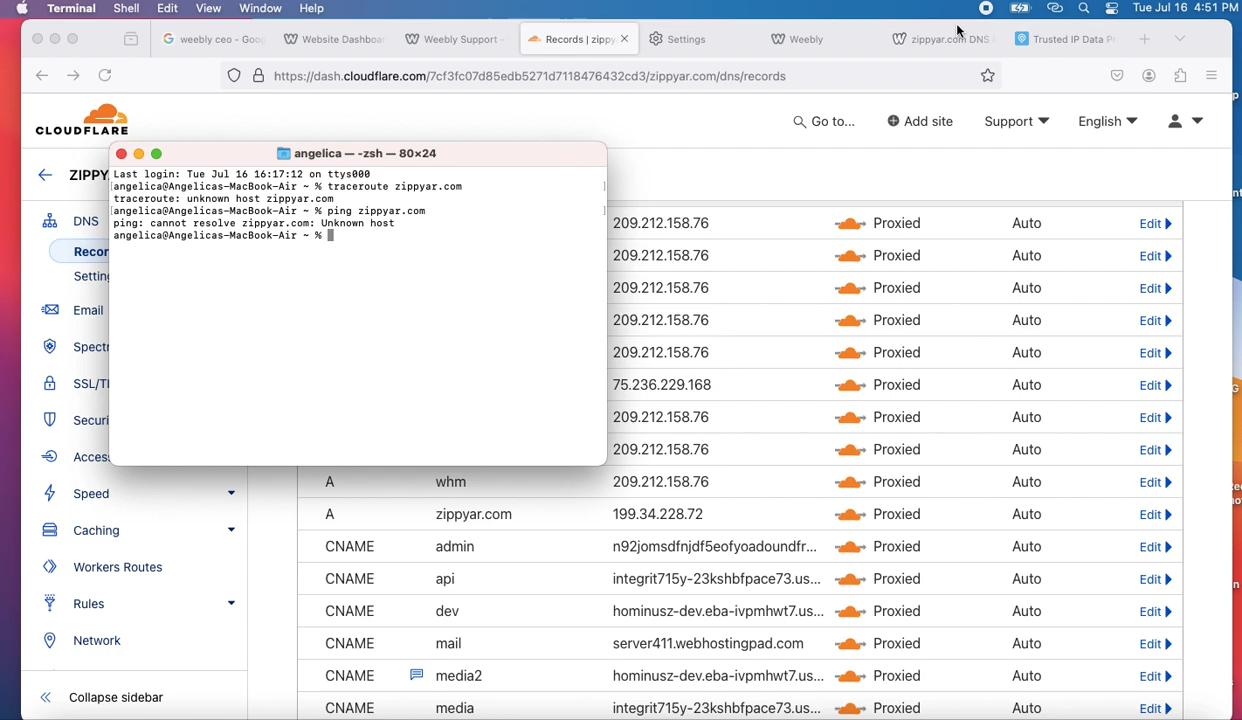 Terminal Shell Edit View Window Help Tue Jul 16 4:51 PM
weebly ceo - Goo Website Dashboar Weebly Support - Records | zippy Settings Weebly zippyar.com DNS Trusted IP Data Pr
https://dash.cloudflare.com/7cf3fc07d85edb5271d7118476432cd3/zippyar.com/dns/records
CLOUDFLARE
Go to... Add site Support English
angelica — -zsh — 80×24
ZIPPY
Last login: Tue Jul 16 16:17:12 on ttys000
angelica@Angelicas-MacBook-Air ~ % traceroute zippyar.com
traceroute: unknown host zippyar.com
angelica@Angelicas-MacBook-Air ~ % ping zippyar.com
ping: cannot resolve zippyar.com: Unknown host
angelica@Angelicas-MacBook-Air ~ %
DNS
Recor
Setting
Email
Spectr
SSL/TL
Securi
Access
Speed
Caching
Workers Routes
Rules
Network
Collapse sidebar
209.212.158.76 Proxied Auto Edit
209.212.158.76 Proxied Auto Edit
209.212.158.76 Proxied Auto Edit
209.212.158.76 Proxied Auto Edit
209.212.158.76 Proxied Auto Edit
75.236.229.168 Proxied Auto Edit
209.212.158.76 Proxied Auto Edit
209.212.158.76 Proxied Auto Edit
A whm 209.212.158.76 Proxied Auto Edit
A zippyar.com 199.34.228.72 Proxied Auto Edit
CNAME admin n92jomsdfnjdf5eofyoadoundfr... Proxied Auto Edit
CNAME api integrit715y-23kshbfpace73.us... Proxied Auto Edit
CNAME dev hominusz-dev.eba-ivpmhwt7.us... Proxied Auto Edit
CNAME mail server411.webhostingpad.com Proxied Auto Edit
CNAME media2 hominusz-dev.eba-ivpmhwt7.us... Proxied Auto Edit
CNAME media integrit715y-23kshbfpace73.us... Proxied Auto Edit